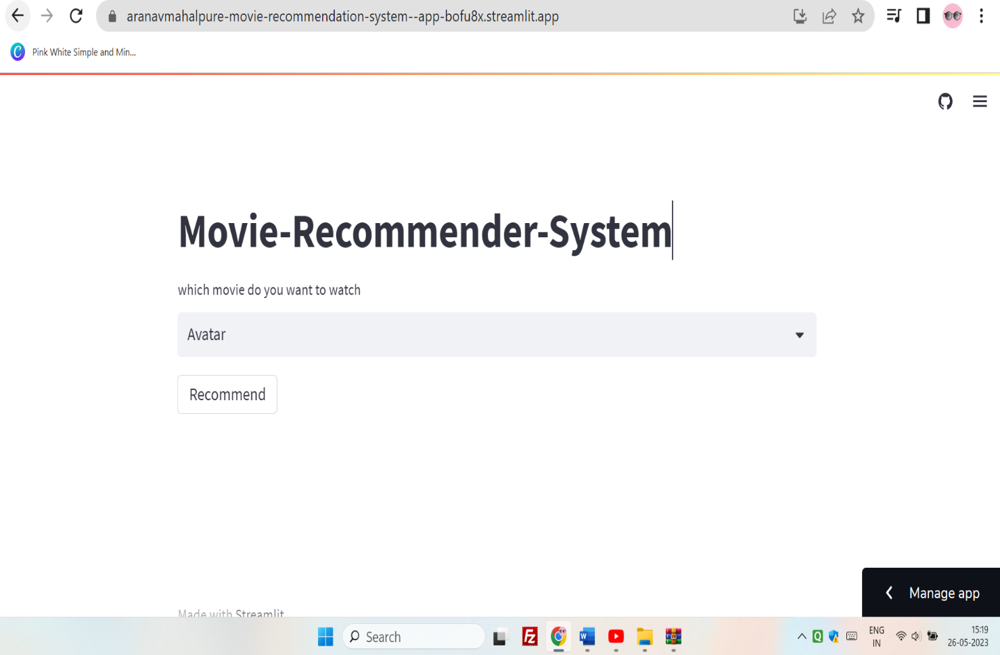 aranavmahalpure-movie-recommendation-system--app-bofu8x.streamlit.app
Pink White Simple and Min...
Movie-Recommender-System
which movie do you want to watch
Avatar
Recommend
Manage app
Made with Streamlit
Search
ENG
IN
15:19
26-05-2023